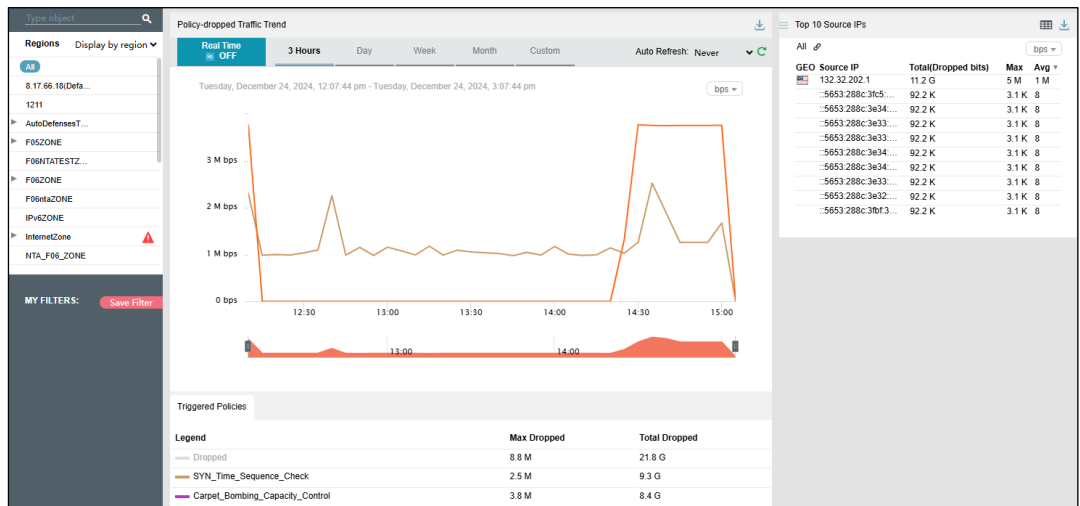 Type object
Regions Display by region
All
8.17.66.18(Defa...
1211
AutoDefensesT...
F05ZONE
F06NTATESTZ...
F06ZONE
F06ntaZONE
IPv6ZONE
InternetZone
NTA_F06_ZONE
MY FILTERS: Save Filter
Policy-dropped Traffic Trend
Real Time
OFF
3 Hours Day Week Month Custom Auto Refresh: Never
Tuesday, December 24, 2024, 12:07:44 pm - Tuesday, December 24, 2024, 3:07:44 pm
bps
3 M bps
2 M bps
1 M bps
0 bps
12:30 13:00 13:30 14:00 14:30 15:00
13:00 14:00
Triggered Policies
Legend Max Dropped Total Dropped
Dropped 8.8 M 21.8 G
SYN_Time_Sequence_Check 2.5 M 9.3 G
Carpet_Bombing_Capacity_Control 3.8 M 8.4 G
Top 10 Source IPs
All
bps
GEO Source IP Total(Dropped bits) Max Avg
132.32.202.1 11.2 G 5 M 1 M
::5653:288c:3fc5:... 92.2 K 3.1 K 8
::5653:288c:3e34:... 92.2 K 3.1 K 8
::5653:288c:3e33:... 92.2 K 3.1 K 8
::5653:288c:3e33:... 92.2 K 3.1 K 8
::5653:288c:3e34:... 92.2 K 3.1 K 8
::5653:288c:3e34:... 92.2 K 3.1 K 8
::5653:288c:3e33:... 92.2 K 3.1 K 8
::5653:288c:3e32:... 92.2 K 3.1 K 8
::5653:288c:3fbf:3... 92.2 K 3.1 K 8